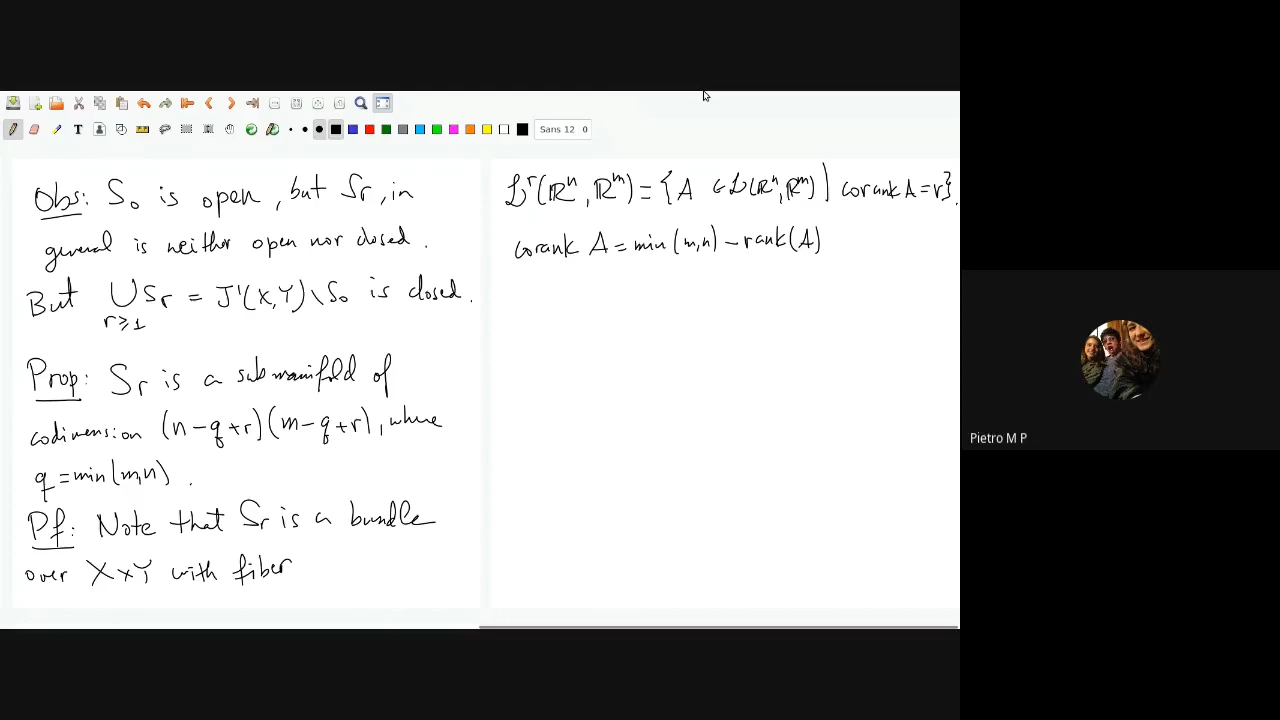 Sans 12 0
Obs: S₀ is open, but Sᵣ, in
general is neither open nor closed.
But ⋃ Sᵣ = J¹(X,Y) \ S₀ is closed.
r ≥ 1
Prop: Sᵣ is a submanifold of
codimension (n-q+r)(m-q+r), where
q = min(m,n).
Pf: Note that Sᵣ is a bundle
over X×Y with fiber
ℒʳ(ℝⁿ, ℝᵐ) = {A ∈ ℒ(ℝⁿ, ℝᵐ) | corank A = r}.
corank A = min(m,n) - rank(A)
Pietro M P